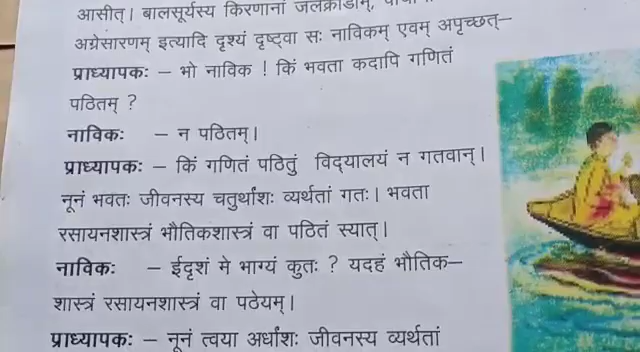 आसीत्। बालसूर्यस्य किरणानां जलक्रीडाम्,
अग्रेसारणम् इत्यादि दृश्यं दृष्ट्वा सः नाविकम् एवम् अपृच्छत्–
प्राध्यापकः – भो नाविक ! किं भवता कदापि गणितं
पठितम् ?
नाविकः – न पठितम्।
प्राध्यापकः – किं गणितं पठितुं विद्यालयं न गतवान्।
नूनं भवतः जीवनस्य चतुर्थांशः व्यर्थतां गतः। भवता
रसायनशास्त्रं भौतिकशास्त्रं वा पठितं स्यात्।
नाविकः – ईदृशं मे भाग्यं कुतः ? यदहं भौतिक–
शास्त्रं रसायनशास्त्रं वा पठेयम्।
प्राध्यापकः – नूनं त्वया अर्धांशः जीवनस्य व्यर्थतां